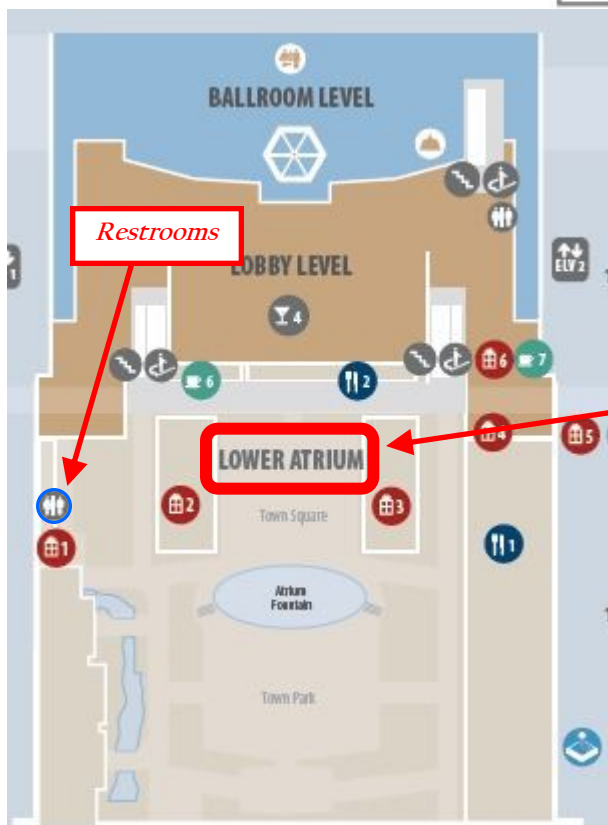 BALLROOM LEVEL
Restrooms
LOBBY LEVEL
1
ELV 2
4
6
2
6
7
LOWER ATRIUM
4
5
2
Town Square
3
1
1
Atrium
Fountain
Town Park